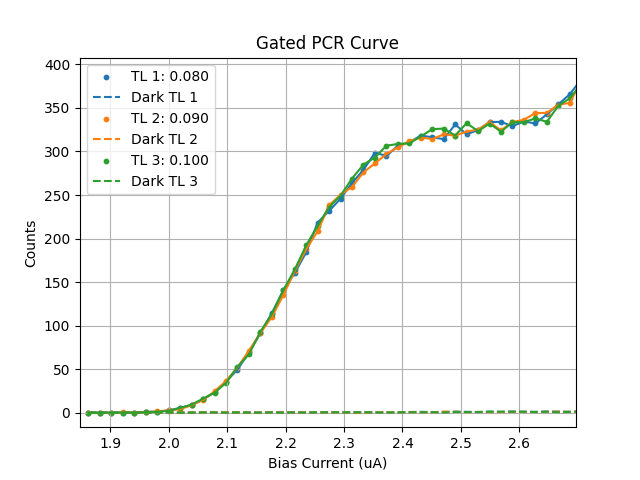 Gated PCR Curve
400
350
300
250
200
150
100
50
0
Counts
TL 1: 0.080
Dark TL 1
TL 2: 0.090
Dark TL 2
TL 3: 0.100
Dark TL 3
1.9 2.0 2.1 2.2 2.3 2.4 2.5 2.6
Bias Current (uA)